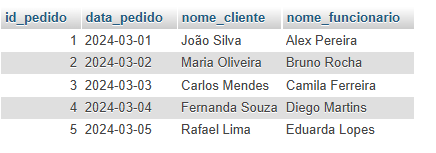 id_pedido data_pedido nome_cliente nome_funcionario
1 2024-03-01 João Silva Alex Pereira
2 2024-03-02 Maria Oliveira Bruno Rocha
3 2024-03-03 Carlos Mendes Camila Ferreira
4 2024-03-04 Fernanda Souza Diego Martins
5 2024-03-05 Rafael Lima Eduarda Lopes